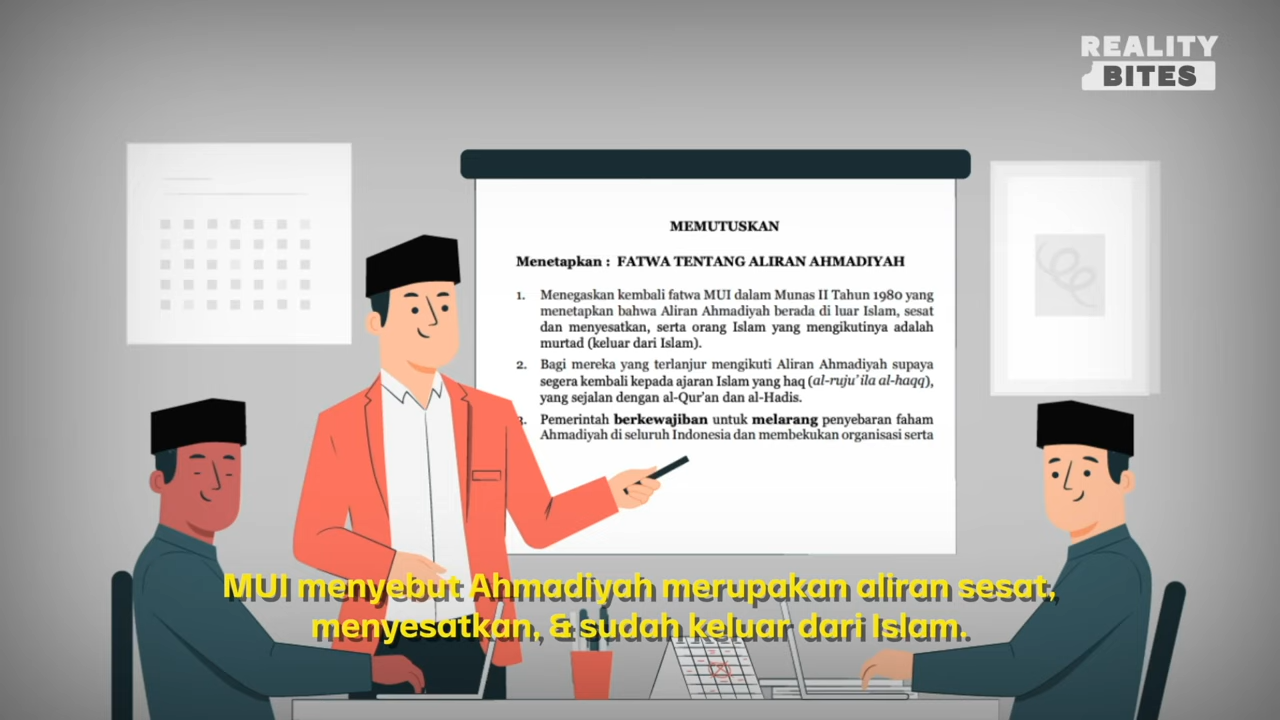 REALITY
BITES
MEMUTUSKAN
Menetapkan : FATWA TENTANG ALIRAN AHMADIYAH
1. Menegaskan kembali fatwa MUI dalam Munas II Tahun 1980 yang
menetapkan bahwa Aliran Ahmadiyah berada di luar Islam, sesat
dan menyesatkan, serta orang Islam yang mengikutinya adalah
murtad (keluar dari Islam).
2. Bagi mereka yang terlanjur mengikuti Aliran Ahmadiyah supaya
segera kembali kepada ajaran Islam yang haq (al-ruju' ila al-haqq),
yang sejalan dengan al-Qur'an dan al-Hadis.
3. Pemerintah berkewajiban untuk melarang penyebaran faham
Ahmadiyah di seluruh Indonesia dan membekukan organisasi serta
MUI menyebut Ahmadiyah merupakan aliran sesat,
menyesatkan, & sudah keluar dari Islam.